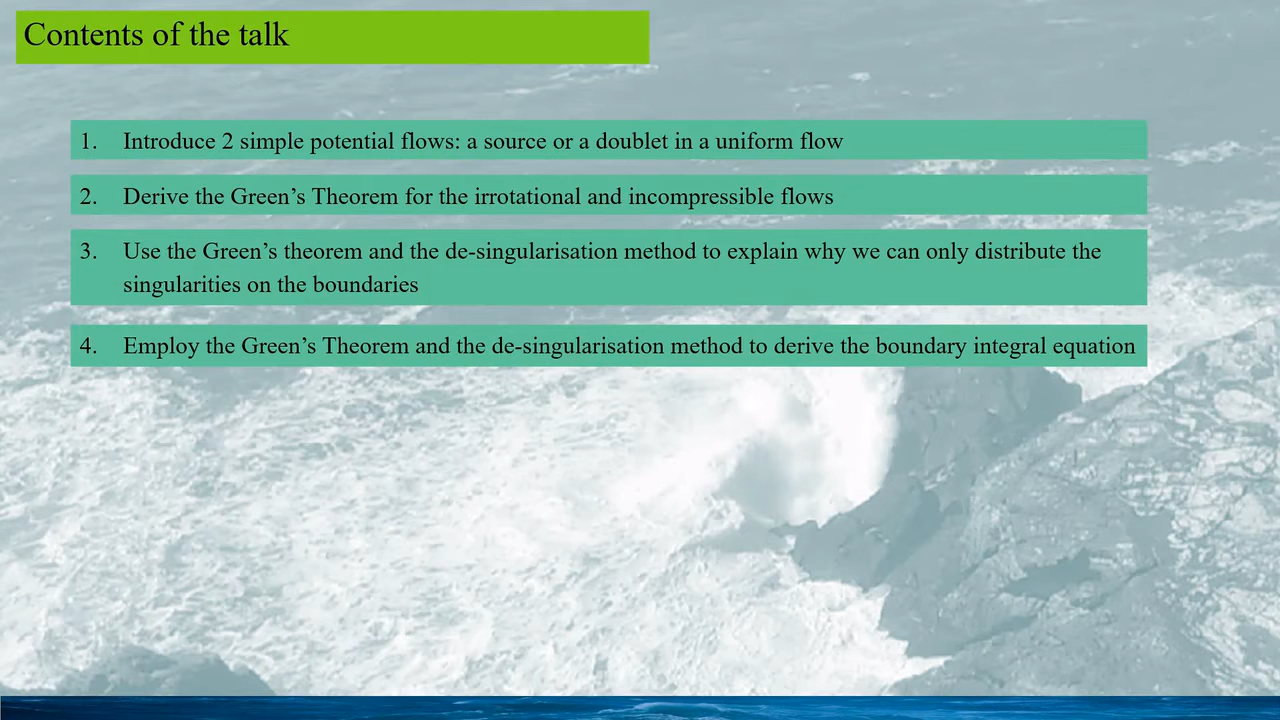 Contents of the talk
1. Introduce 2 simple potential flows: a source or a doublet in a uniform flow
2. Derive the Green's Theorem for the irrotational and incompressible flows
3. Use the Green's theorem and the de-singularisation method to explain why we can only distribute the
singularities on the boundaries
4. Employ the Green's Theorem and the de-singularisation method to derive the boundary integral equation